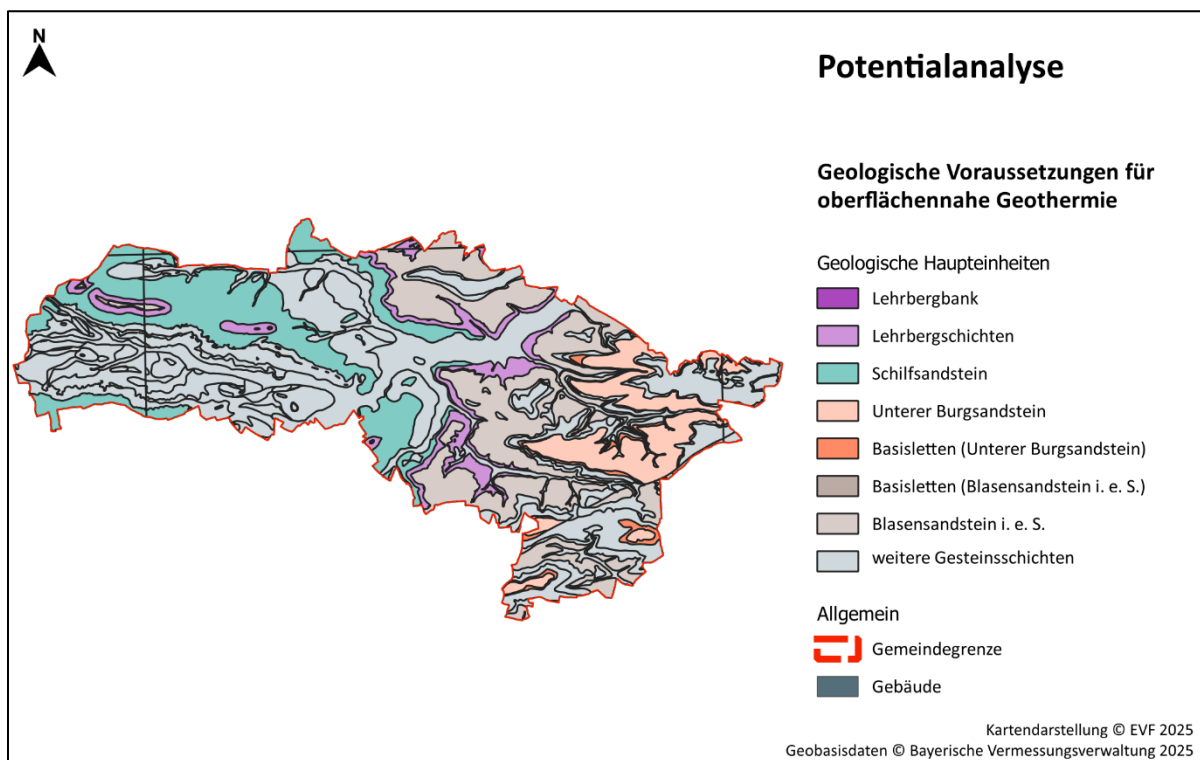 N
Potentialanalyse
Geologische Voraussetzungen für
oberflächennahe Geothermie
Geologische Haupteinheiten
Lehrbergbank
Lehrbergschichten
Schilfsandstein
Unterer Burgsandstein
Basisletten (Unterer Burgsandstein)
Basisletten (Blasensandstein i. e. S.)
Blasensandstein i. e. S.
weitere Gesteinsschichten
Allgemein
Gemeindegrenze
Gebäude
Kartendarstellung © EVF 2025
Geobasisdaten © Bayerische Vermessungsverwaltung 2025